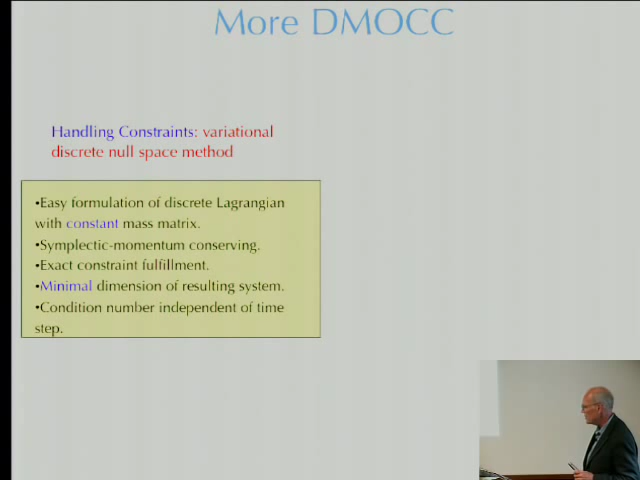 More DMOCC
Handling Constraints: variational
discrete null space method
•Easy formulation of discrete Lagrangian
with constant mass matrix.
•Symplectic-momentum conserving.
•Exact constraint fulfillment.
•Minimal dimension of resulting system.
•Condition number independent of time
step.